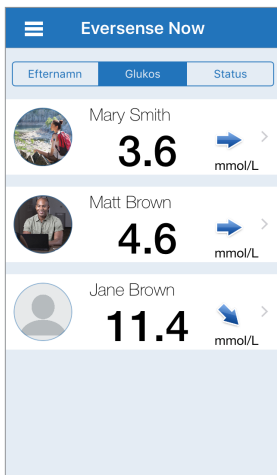 Eversense Now
Efternamn Glukos Status
Mary Smith
3.6 mmol/L
Matt Brown
4.6 mmol/L
Jane Brown
11.4 mmol/L